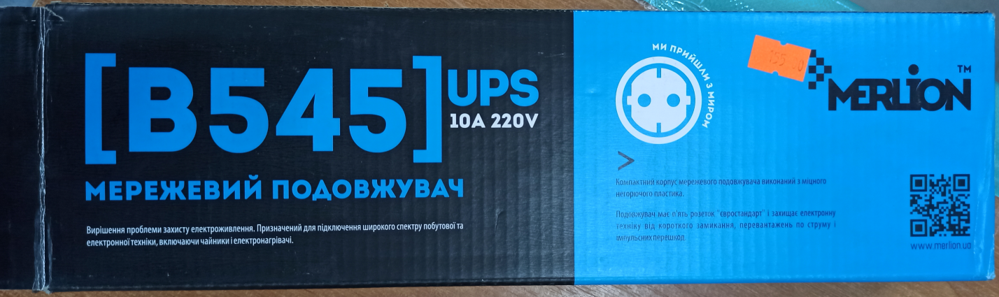 [B545] UPS
10A 220V
МЕРЕЖЕВИЙ ПОДОВЖУВАЧ
Вирішення проблеми захисту електроживлення. Призначений для підключення широкого спектру побутової та
електронної техніки, включаючи чайники і електронагрівачі.
МИ ПРИЙШЛИ З МИРОМ
MERLION™
Компактний корпус мережевого подовжувача виконаний з міцного
негорючого пластика.
Подовжувач має п'ять розеток "євростандарт" і захищає електронну
техніку від короткого замикання, перевантажень по струму і
імпульсних перешкод
www.merlion.ua